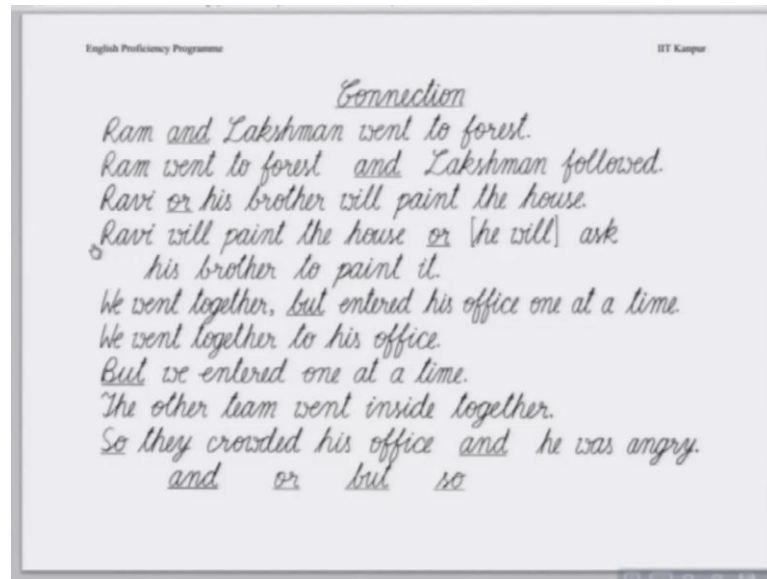 English Proficiency Programme IIT Kanpur
Connection
Ram and Lakshman went to forest.
Ram went to forest and Lakshman followed.
Ravi or his brother will paint the house.
Ravi will paint the house or [he will] ask
his brother to paint it.
We went together, but entered his office one at a time.
We went together to his office.
But we entered one at a time.
The other team went inside together.
So they crowded his office and he was angry.
and or but so